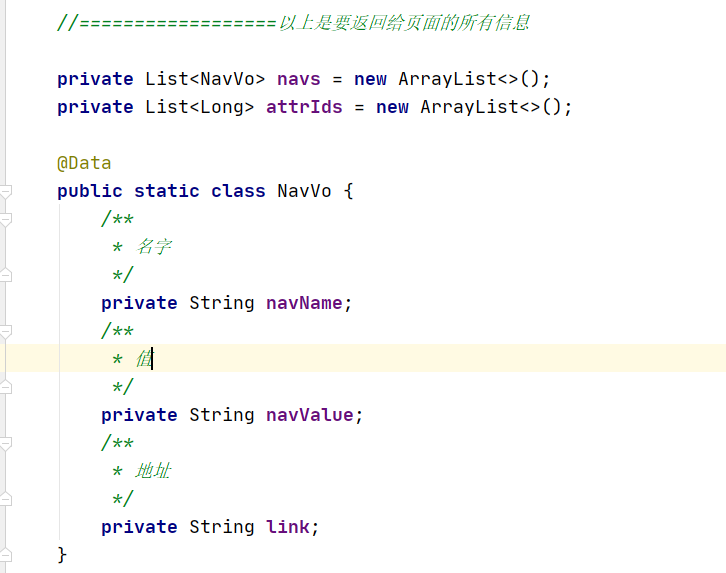 //==================以上是要返回给页面的所有信息
private List<NavVo> navs = new ArrayList<>();
private List<Long> attrIds = new ArrayList<>();
@Data
public static class NavVo {
/**
* 名字
*/
private String navName;
/**
* 值
*/
private String navValue;
/**
* 地址
*/
private String link;
}